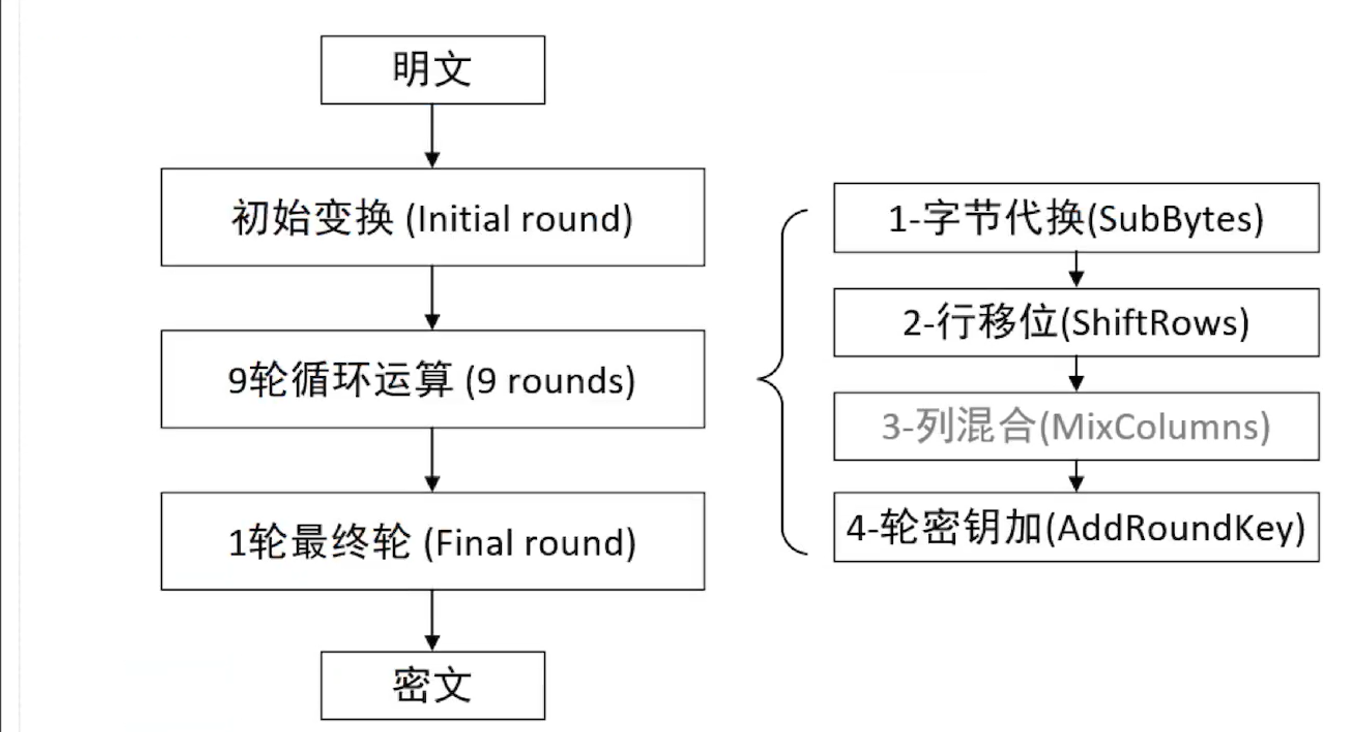 明文
初始变换 (Initial round)
9轮循环运算 (9 rounds)
1轮最终轮 (Final round)
密文
1-字节代换(SubBytes)
2-行移位(ShiftRows)
3-列混合(MixColumns)
4-轮密钥加(AddRoundKey)